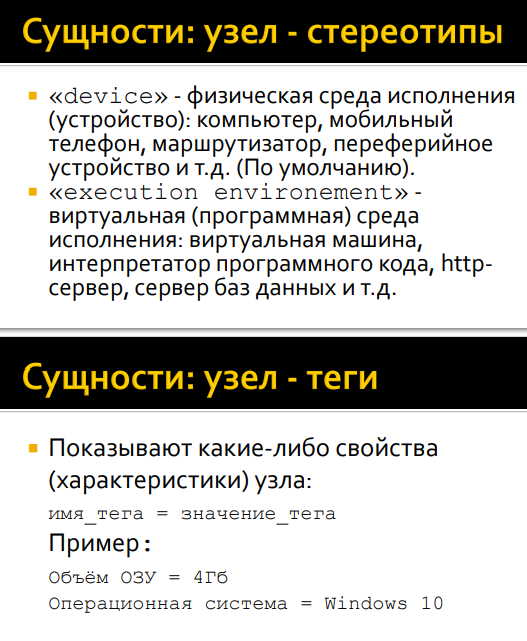 Сущности: узел - стереотипы
«device» - физическая среда исполнения
(устройство): компьютер, мобильный
телефон, маршрутизатор, переферийное
устройство и т.д. (По умолчанию).
«execution environement» -
виртуальная (программная) среда
исполнения: виртуальная машина,
интерпретатор программного кода, http-
сервер, сервер баз данных и т.д.
Сущности: узел - теги
Показывают какие-либо свойства
(характеристики) узла:
имя_тега = значение_тега
Пример:
Объём ОЗУ = 4Гб
Операционная система = Windows 10